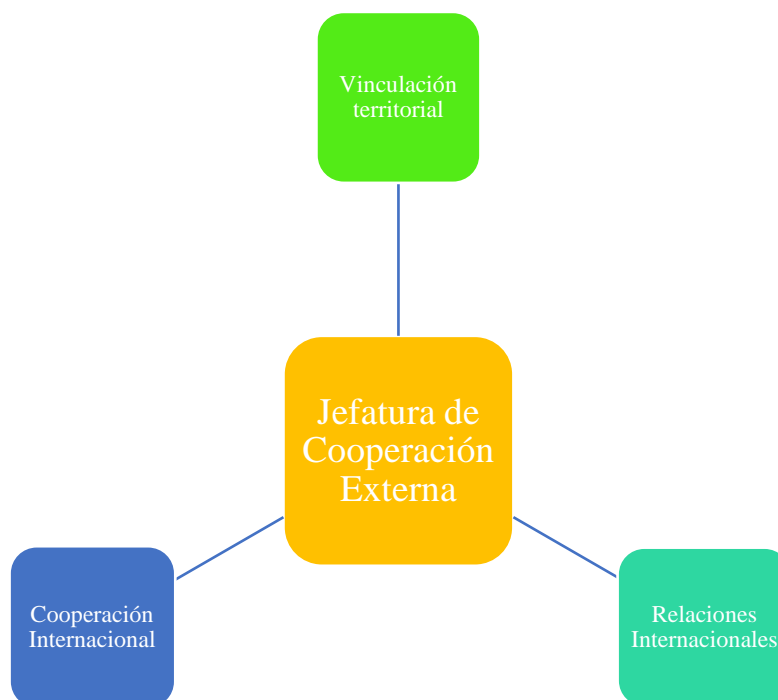 Vinculación
territorial
Jefatura de
Cooperación
Externa
Cooperación
Internacional
Relaciones
Internacionales